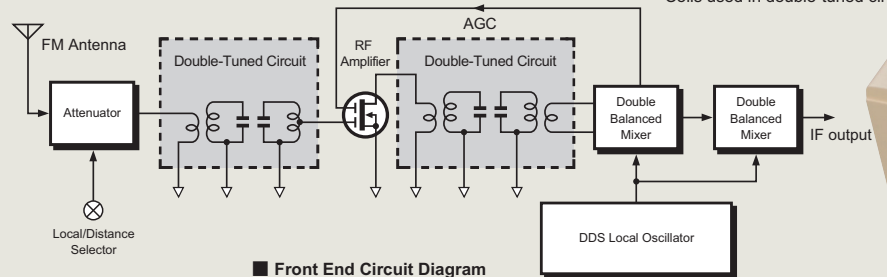 Coils used in double-tuned cir
AGC
FM Antenna
RF
Amplifier
Double-Tuned Circuit
Double-Tuned Circuit
Attenuator
Double
Balanced
Mixer
Double
Balanced
Mixer
IF output
Local/Distance
Selector
DDS Local Oscillator
■ Front End Circuit Diagram